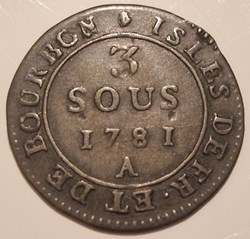 ISLES DE FR. ET DE BOURBON
3
SOUS
1781
A